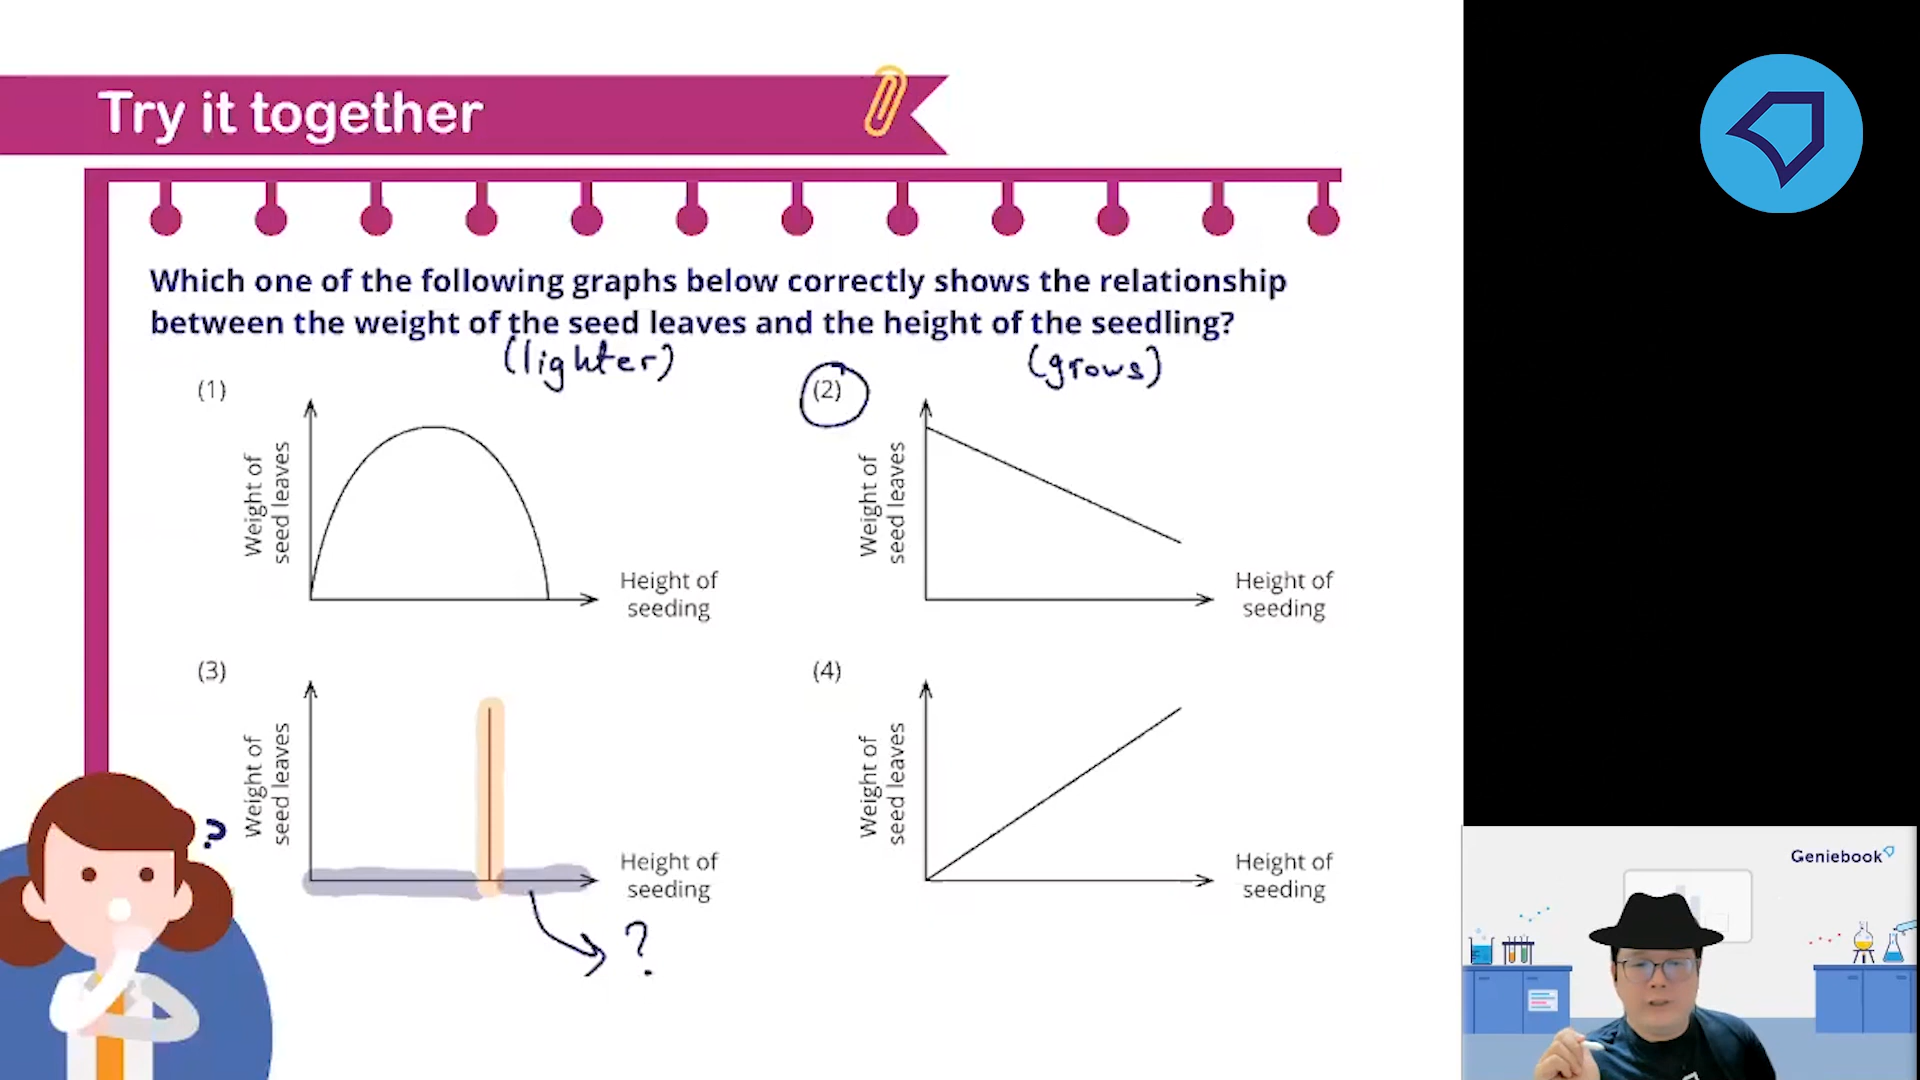 Try it together
Which one of the following graphs below correctly shows the relationship
between the weight of the seed leaves and the height of the seedling?
(lighter)
(grows)
(1)
Weight of
seed leaves
Height of
seeding
(2)
Weight of
seed leaves
Height of
seeding
(3)
Weight of
seed leaves
Height of
seeding
?
?
(4)
Weight of
seed leaves
Height of
seeding
Geniebook